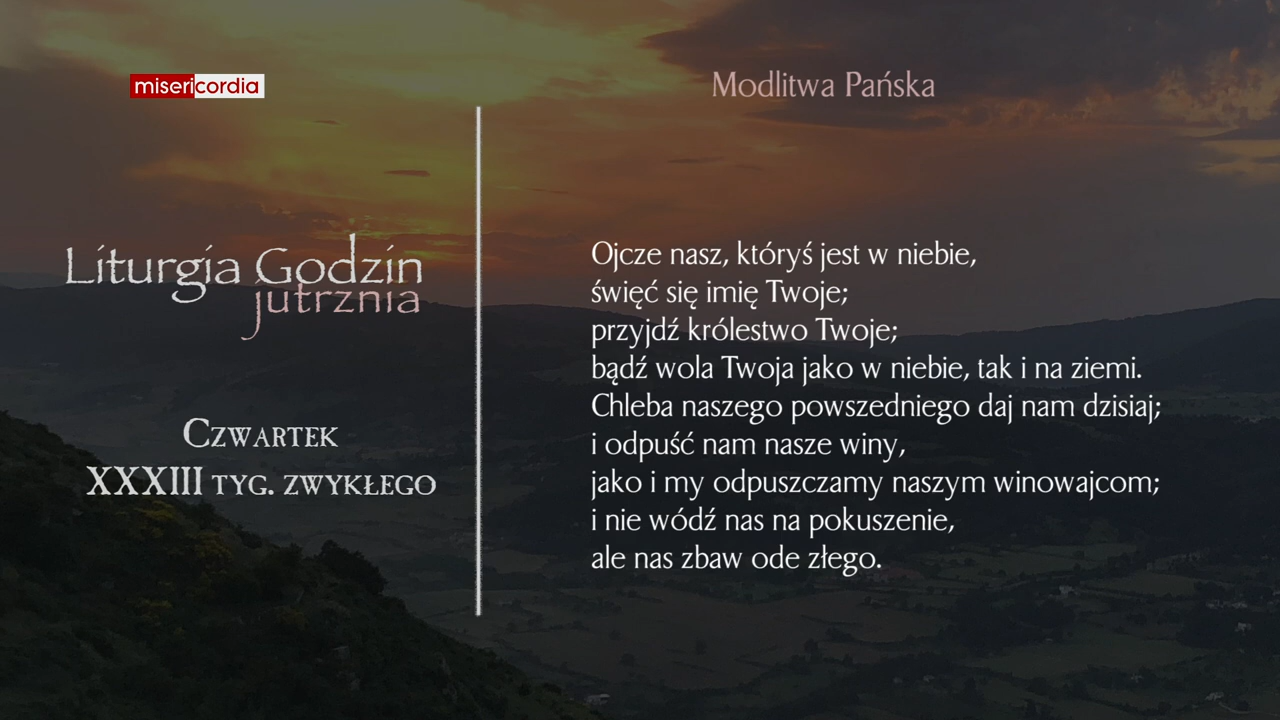 misericordia
Liturgia Godzin
jutrznia
Czwartek
XXXIII tyg. zwykłego
Modlitwa Pańska
Ojcze nasz, któryś jest w niebie,
święć się imię Twoje;
przyjdź królestwo Twoje;
bądź wola Twoja jako w niebie, tak i na ziemi.
Chleba naszego powszedniego daj nam dzisiaj;
i odpuść nam nasze winy,
jako i my odpuszczamy naszym winowajcom;
i nie wódź nas na pokuszenie,
ale nas zbaw ode złego.